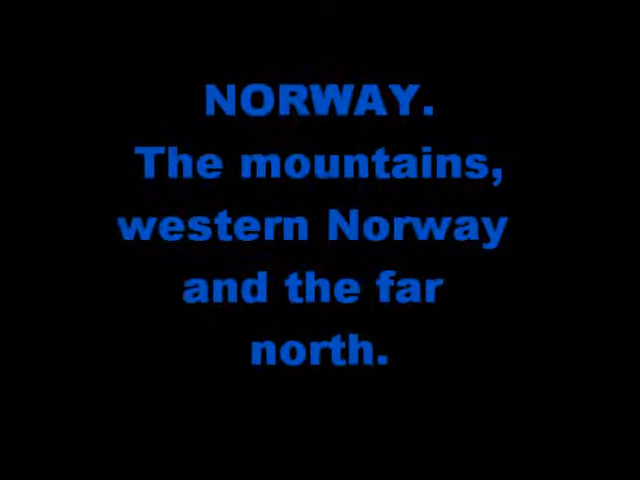 NORWAY.
The mountains,
western Norway
and the far
north.